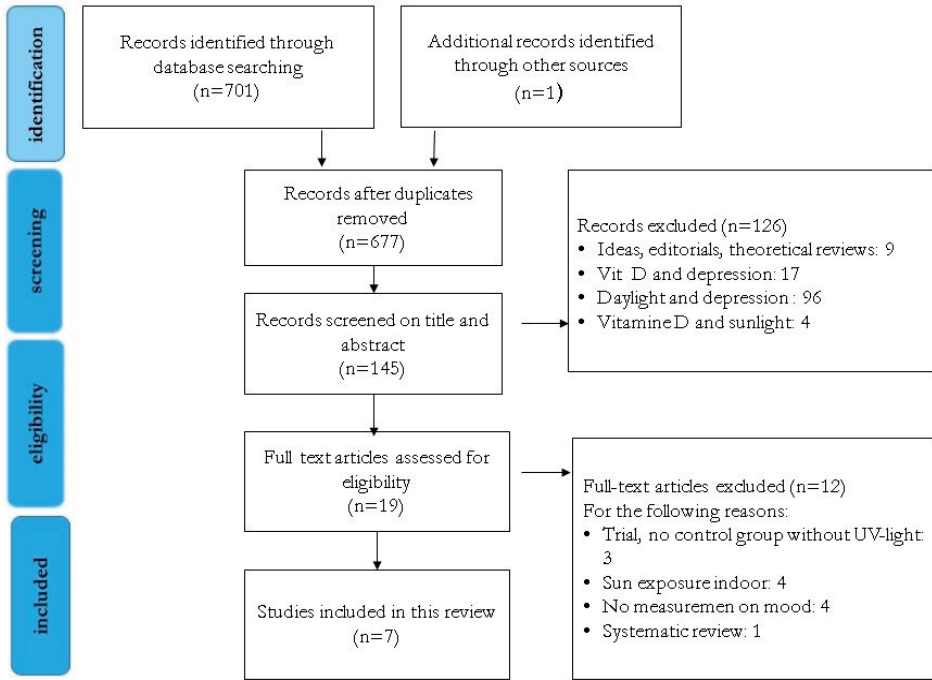 identification
Records identified through
database searching
(n=701)
Additional records identified
through other sources
(n=1)
screening
Records after duplicates
removed
(n=677)
Records excluded (n=126)
• Ideas, editorials, theoretical reviews: 9
• Vit D and depression: 17
• Daylight and depression : 96
• Vitamine D and sunlight: 4
Records screened on title and
abstract
(n=145)
eligibility
Full text articles assessed for
eligibility
(n=19)
Full-text articles excluded (n=12)
For the following reasons:
• Trial, no control group without UV-light:
3
• Sun exposure indoor: 4
• No measuremen on mood: 4
• Systematic review: 1
included
Studies included in this review
(n=7)